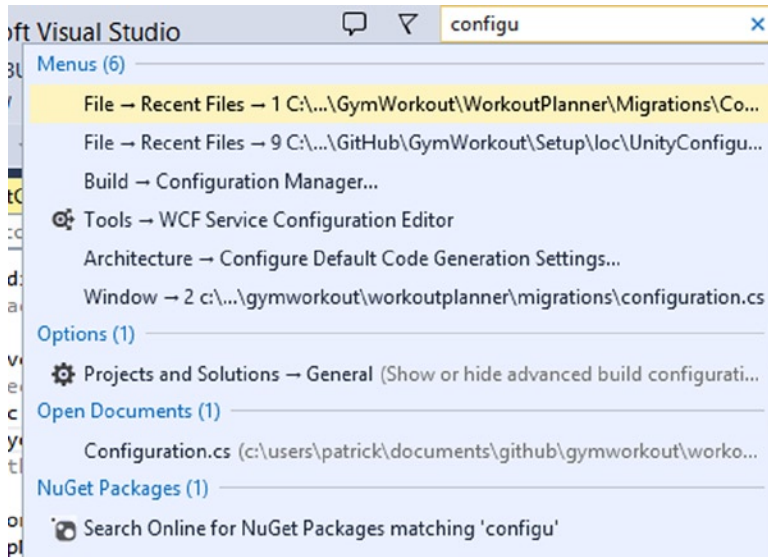 ft Visual Studio
configu
Menus (6)
File → Recent Files → 1 C:\...\GymWorkout\WorkoutPlanner\Migrations\Co...
File → Recent Files → 9 C:\...\GitHub\GymWorkout\Setup\Ioc\UnityConfigu...
Build → Configuration Manager...
Tools → WCF Service Configuration Editor
Architecture → Configure Default Code Generation Settings...
Window → 2 c:\...\gymworkout\workoutplanner\migrations\configuration.cs
Options (1)
Projects and Solutions → General (Show or hide advanced build configurati...
Open Documents (1)
Configuration.cs (c:\users\patrick\documents\github\gymworkout\worko...
NuGet Packages (1)
Search Online for NuGet Packages matching 'configu'